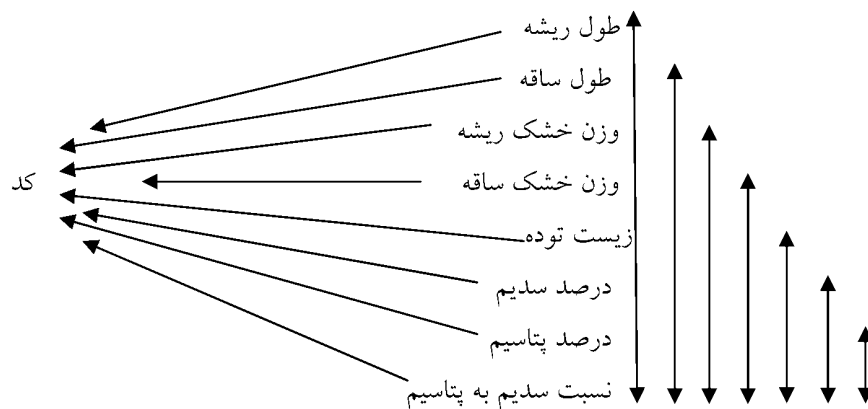 طول ریشه
طول ساقه
وزن خشک ریشه
وزن خشک ساقه
کد
زیست توده
درصد سدیم
درصد پتاسیم
نسبت سدیم به پتاسیم